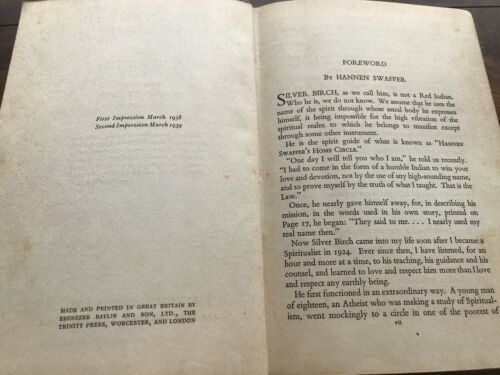 First Impression March 1938
Second Impression March 1939
MADE AND PRINTED IN GREAT BRITAIN BY
EBENEZER BAYLIS AND SON, LTD., THE
TRINITY PRESS, WORCESTER, AND LONDON
FOREWORD
By HANNEN SWAFFER.
SILVER BIRCH, as we call him, is not a Red Indian.
Who he is, we do not know. We assume that he uses the
name of the spirit through whose astral body he expresses
himself, it being impossible for the high vibration of the
spiritual realm to which he belongs to manifest except
through some other instrument.
He is the spirit guide of what is known as "HANNEN
SWAFFER'S HOME CIRCLE."
"One day I will tell you who I am," he told us recently.
"I had to come in the form of a humble Indian to win your
love and devotion, not by the use of any high-sounding name,
and to prove myself by the truth of what I taught. That is the
Law."
Once, he nearly gave himself away, for, in describing his
mission, in the words used in his own story, printed on
Page 17, he began: "They said to me. . . . I nearly used my
real name then."
Now Silver Birch came into my life soon after I became a
Spiritualist in 1924. Ever since then, I have listened, for an
hour and more at a time, to his teaching, his guidance and his
counsel, and learned to love and respect him more than I love
and respect any earthly being.
He first functioned in an extraordinary way. A young man
of eighteen, an Atheist who was making a study of Spiritual-
ism, went mockingly to a circle in one of the poorest of
vii